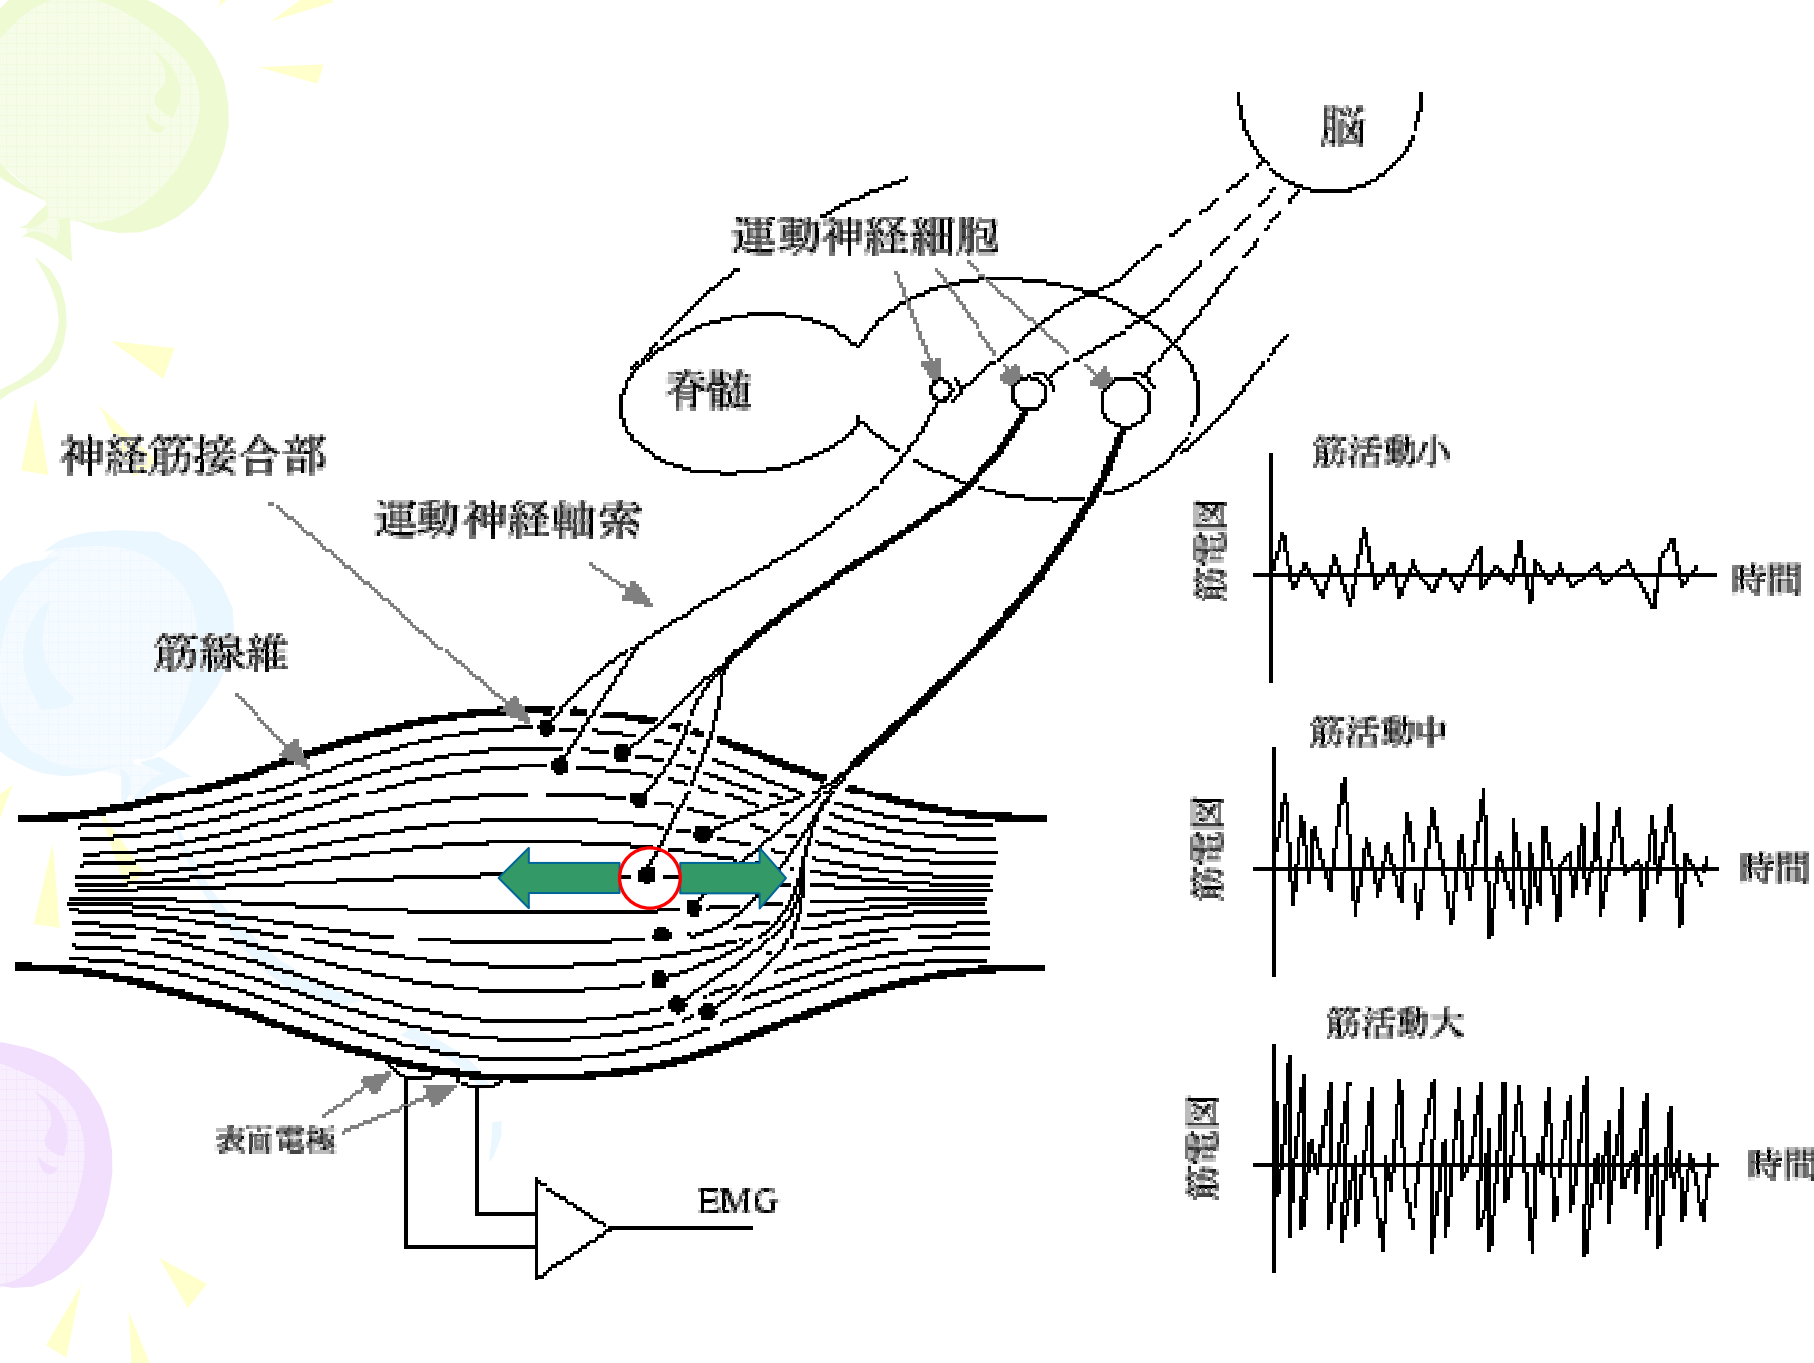 脳
運動神経細胞
脊髄
神経筋接合部
運動神経軸索
筋線維
表面電極
EMG
筋活動小
筋電図
時間
筋活動中
筋電図
時間
筋活動大
筋電図
時間